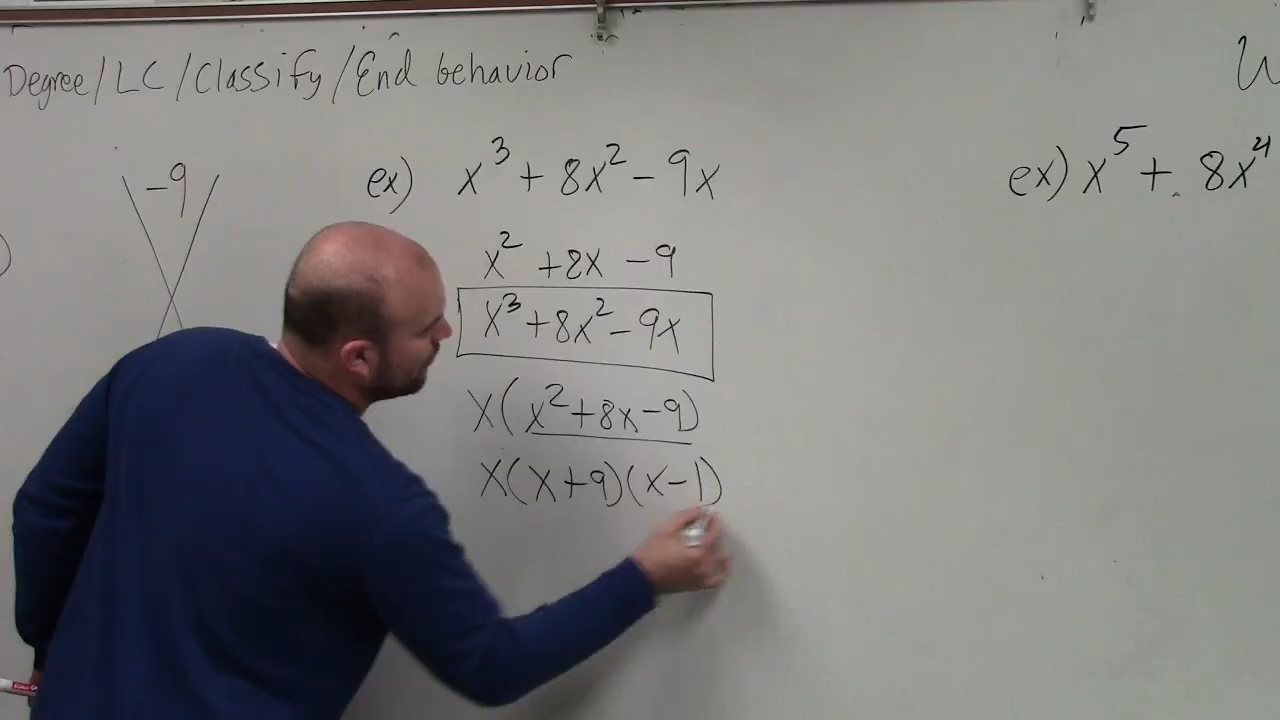 Degree/LC/Classify/End behavior
-9
ex) x³ + 8x² - 9x
x² + 8x - 9
x³ + 8x² - 9x
x(x² + 8x - 9)
x(x + 9)(x - 1)
ex) x⁵ + 8x⁴